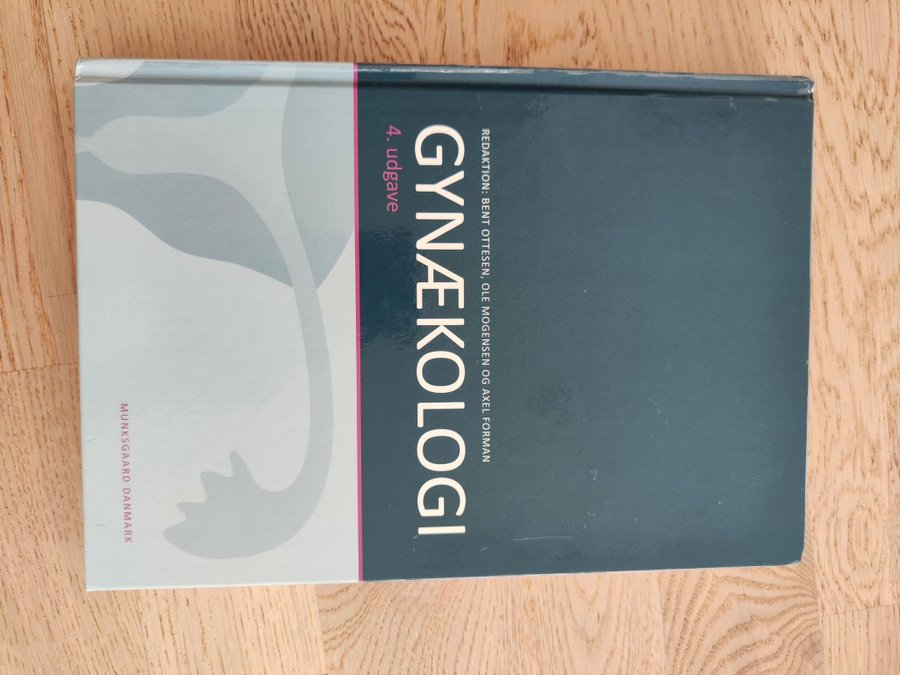 REDAKTION: BENT OTTESEN, OLE MOGENSEN OG AXEL FORMAN
GYNÆKOLOGI
4. udgave
MUNKSGAARD DANMARK